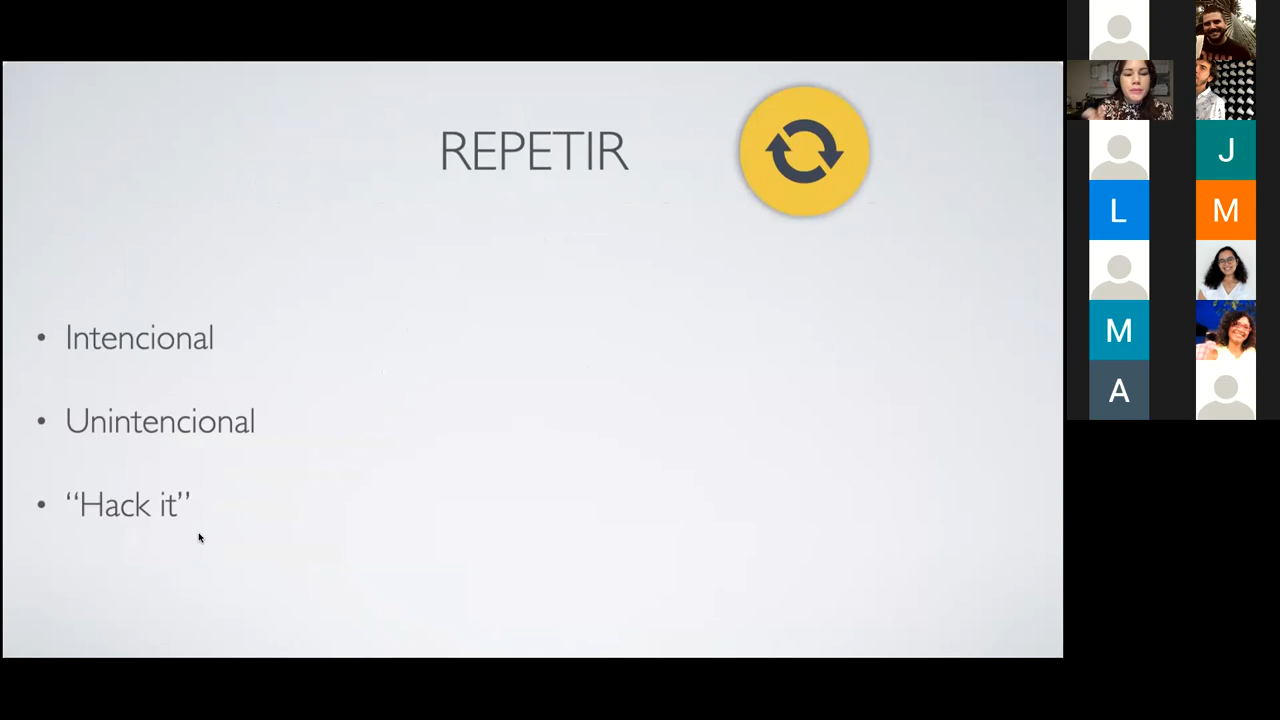 REPETIR
• Intencional
• Unintencional
• “Hack it”
J
L
M
M
A